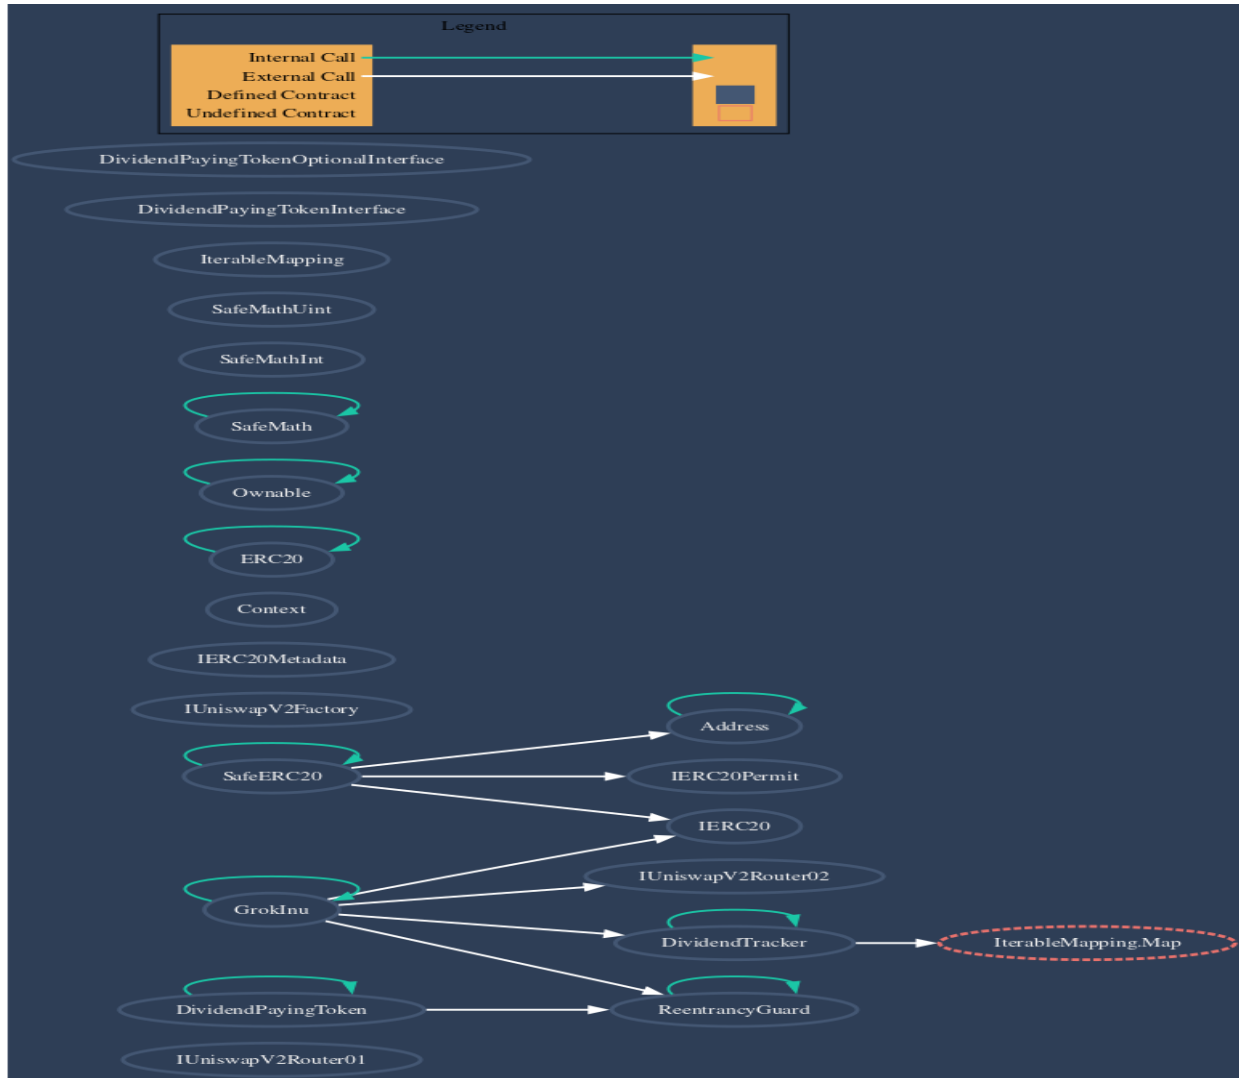 Legend
Internal Call
External Call
Defined Contract
Undefined Contract
DividendPayingTokenOptionalInterface
DividendPayingTokenInterface
IterableMapping
SafeMathUint
SafeMathInt
SafeMath
Ownable
ERC20
Context
IERC20Metadata
IUniswapV2Factory
Address
SafeERC20
IERC20Permit
IERC20
IUniswapV2Router02
GrokInu
DividendTracker
IterableMapping.Map
DividendPayingToken
ReentrancyGuard
IUniswapV2Router01